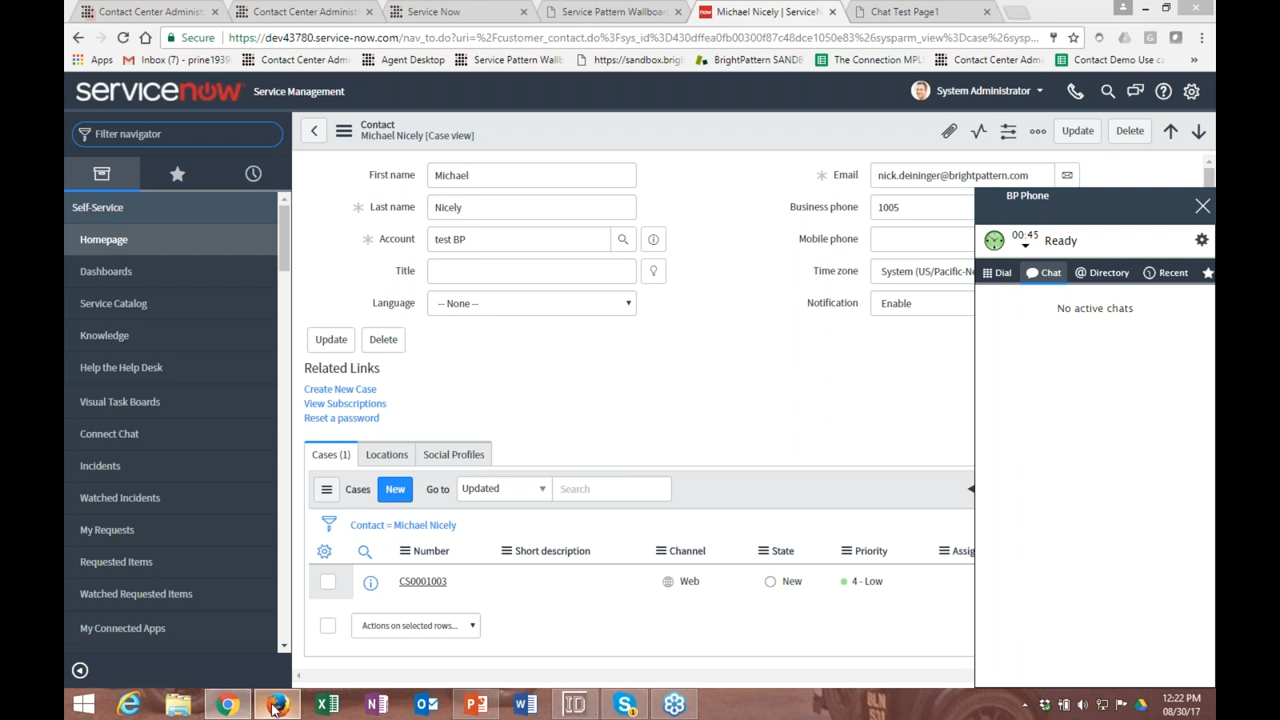 Contact Center Administ
Contact Center Administ
Service Now
Service Pattern Wallboar
Michael Nicely | ServiceN
Chat Test Page1
Secure
https://dev43780.service-now.com/nav_to.do?uri=%2Fcustomer_contact.do%3Fsys_id%3D430dffea0fb00300f87c48dce1050e83%26sysparm_view%3Dcase%26sysp...
Apps
Inbox (7) - prine1939
Contact Center Adm
Agent Desktop
Service Pattern Wallb
https://sandbox.brigh
BrightPattern SANDB
The Connection MPL
Contact Center Admi
Contact Demo Use ca
servicenow
Service Management
System Administrator
Filter navigator
Contact
Michael Nicely [Case view]
Update
Delete
Self-Service
Homepage
Dashboards
Service Catalog
Knowledge
Help the Help Desk
Visual Task Boards
Connect Chat
Incidents
Watched Incidents
My Requests
Requested Items
Watched Requested Items
My Connected Apps
First name
Michael
Last name
Nicely
Account
test BP
Title
Language
-- None --
Email
nick.deininger@brightpattern.com
Business phone
1005
Mobile phone
Time zone
System (US/Pacific-Ne
Notification
Enable
Update
Delete
Related Links
Create New Case
View Subscriptions
Reset a password
Cases (1)
Locations
Social Profiles
Cases
New
Go to
Updated
Search
Contact = Michael Nicely
Number
Short description
Channel
State
Priority
Assig
CS0001003
Web
New
4 - Low
Actions on selected rows...
BP Phone
00:45
Ready
Dial
Chat
Directory
Recent
No active chats
12:22 PM
08/30/17